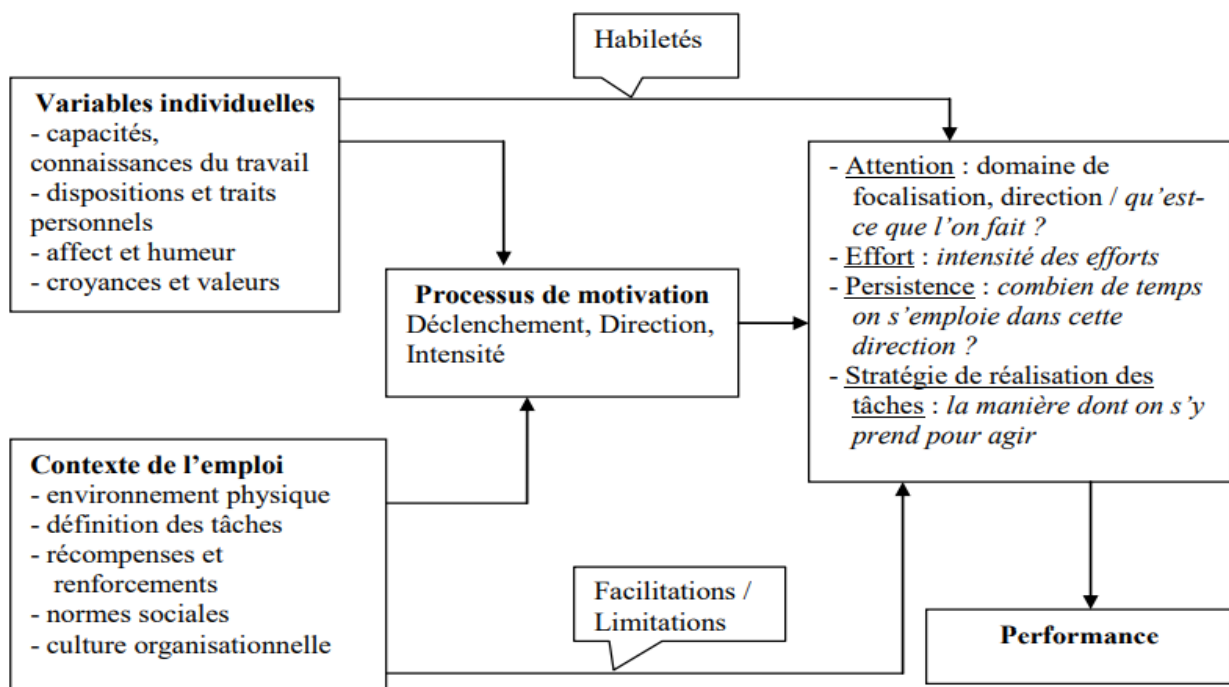 Habiletés
Variables individuelles
- capacités,
connaissances du travail
- dispositions et traits
personnels
- affect et humeur
- croyances et valeurs
Processus de motivation
Déclenchement, Direction,
Intensité
- Attention : domaine de
focalisation, direction / qu’est-
ce que l’on fait ?
- Effort : intensité des efforts
- Persistence : combien de temps
on s’emploie dans cette
direction ?
- Stratégie de réalisation des
tâches : la manière dont on s’y
prend pour agir
Contexte de l’emploi
- environnement physique
- définition des tâches
- récompenses et
renforcements
- normes sociales
- culture organisationnelle
Facilitations /
Limitations
Performance